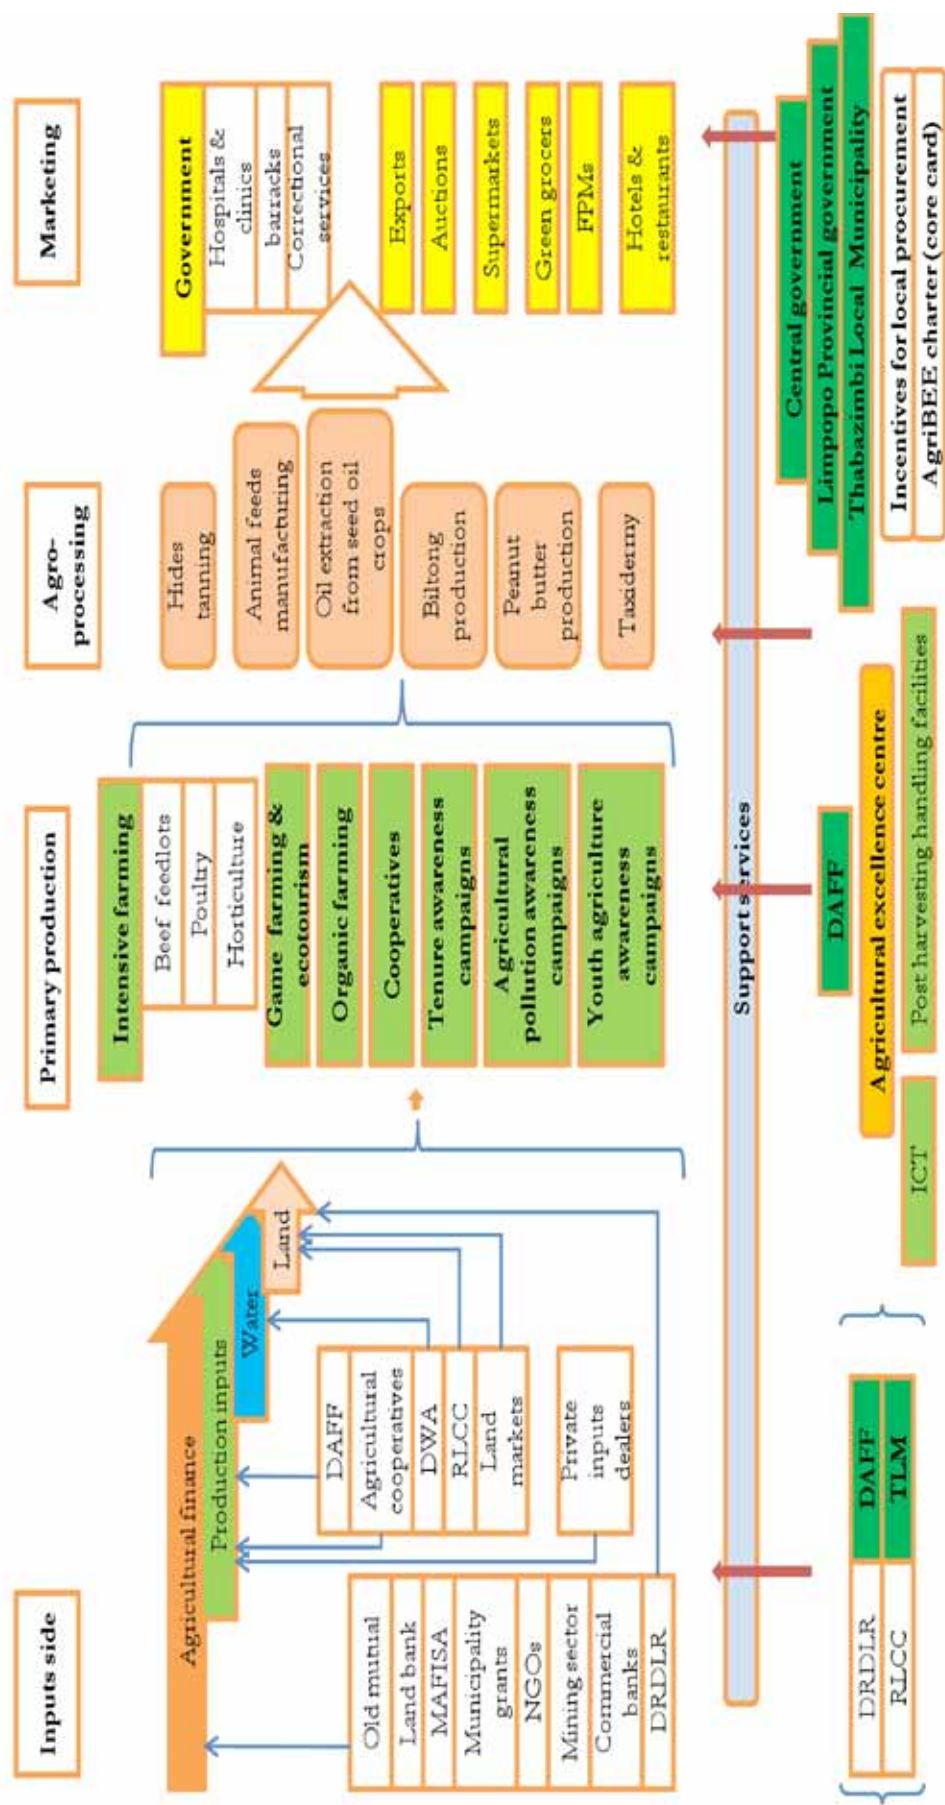 Inputs side
Primary production
Agro-
processing
Marketing
Agricultural finance
Production inputs
Water
Land
Old mutual
Land bank
MAFISA
Municipality
grants
NGOs
Mining sector
Commercial
banks
DRDLR
DAFF
Agricultural
cooperatives
DWA
RLCC
Land
markets
Private
inputs
dealers
Intensive farming
Beef feedlots
Poultry
Horticulture
Game farming &
ecotourism
Organic farming
Cooperatives
Tenure awareness
campaigns
Agricultural
pollution awareness
campaigns
Youth agriculture
awareness
campaigns
Hides
tanning
Animal feeds
manufacturing
Oil extraction
from seed oil
crops
Biltong
production
Peanut
butter
production
Taxidermy
Government
Hospitals &
clinics
barracks
Correctional
services
Exports
Auctions
Supermarkets
Green grocers
FPMs
Hotels &
restaurants
Support services
DRDLR
DAFF
RLCC
TLM
DAFF
Agricultural excellence centre
ICT
Post harvesting handling facilities
Central government
Limpopo Provincial government
Thabazimbi Local Municipality
Incentives for local procurement
AgriBEE charter (core card)